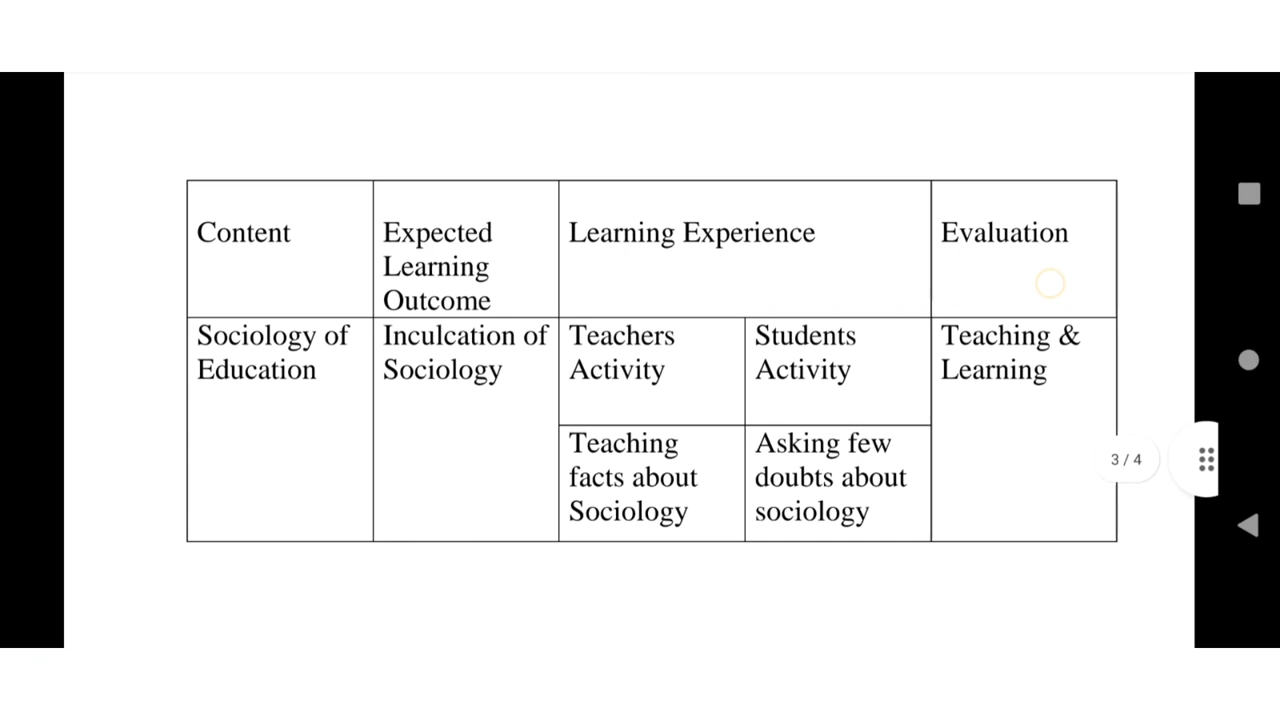 Content
Expected
Learning
Outcome
Learning Experience
Evaluation
Sociology of
Education
Inculcation of
Sociology
Teachers
Activity
Students
Activity
Teaching &
Learning
Teaching
facts about
Sociology
Asking few
doubts about
sociology
3 / 4